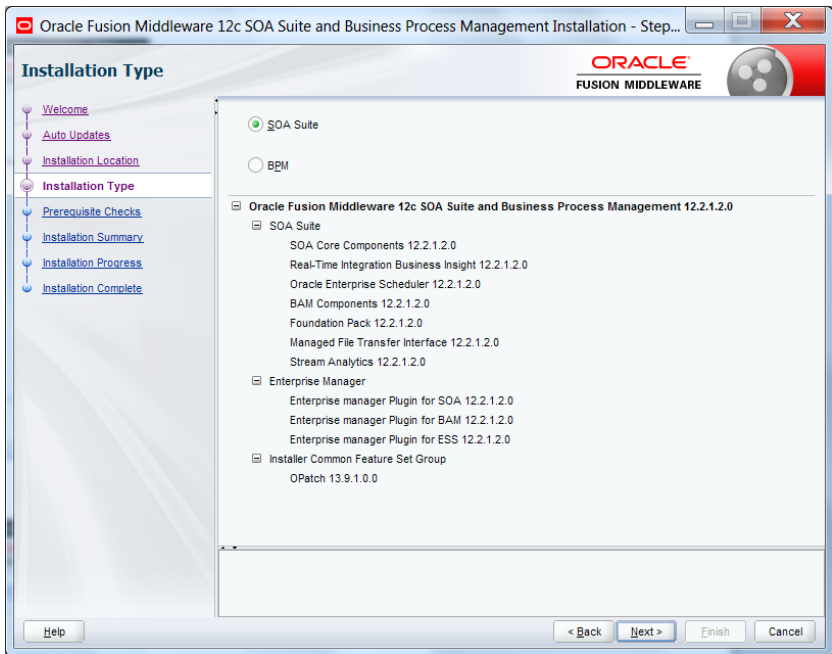 Oracle Fusion Middleware 12c SOA Suite and Business Process Management Installation - Step...
Installation Type
ORACLE
FUSION MIDDLEWARE
Welcome
Auto Updates
Installation Location
Installation Type
Prerequisite Checks
Installation Summary
Installation Progress
Installation Complete
SOA Suite
BPM
Oracle Fusion Middleware 12c SOA Suite and Business Process Management 12.2.1.2.0
SOA Suite
SOA Core Components 12.2.1.2.0
Real-Time Integration Business Insight 12.2.1.2.0
Oracle Enterprise Scheduler 12.2.1.2.0
BAM Components 12.2.1.2.0
Foundation Pack 12.2.1.2.0
Managed File Transfer Interface 12.2.1.2.0
Stream Analytics 12.2.1.2.0
Enterprise Manager
Enterprise manager Plugin for SOA 12.2.1.2.0
Enterprise manager Plugin for BAM 12.2.1.2.0
Enterprise manager Plugin for ESS 12.2.1.2.0
Installer Common Feature Set Group
OPatch 13.9.1.0.0
Help
< Back
Next >
Finish
Cancel